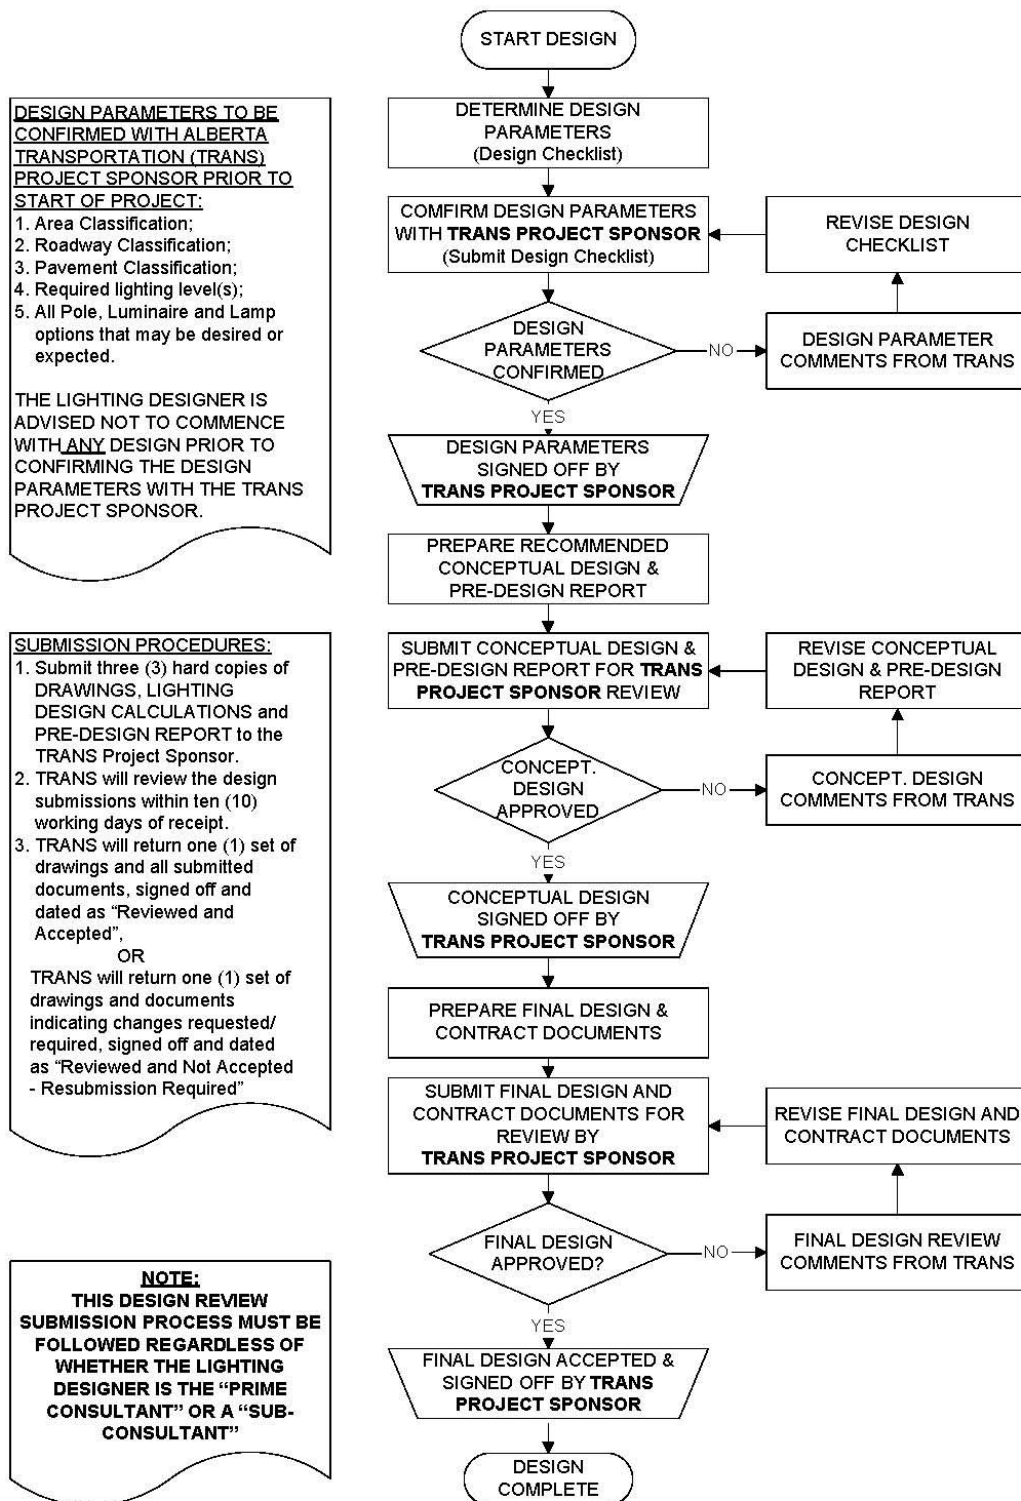 START DESIGN
DESIGN PARAMETERS TO BE
CONFIRMED WITH ALBERTA
TRANSPORTATION (TRANS)
PROJECT SPONSOR PRIOR TO
START OF PROJECT:
1. Area Classification;
2. Roadway Classification;
3. Pavement Classification;
4. Required lighting level(s);
5. All Pole, Luminaire and Lamp
options that may be desired or
expected.
THE LIGHTING DESIGNER IS
ADVISED NOT TO COMMENCE
WITH ANY DESIGN PRIOR TO
CONFIRMING THE DESIGN
PARAMETERS WITH THE TRANS
PROJECT SPONSOR.
DETERMINE DESIGN
PARAMETERS
(Design Checklist)
COMFIRM DESIGN PARAMETERS
WITH TRANS PROJECT SPONSOR
(Submit Design Checklist)
REVISE DESIGN
CHECKLIST
DESIGN
PARAMETERS
CONFIRMED
NO
DESIGN PARAMETER
COMMENTS FROM TRANS
YES
DESIGN PARAMETERS
SIGNED OFF BY
TRANS PROJECT SPONSOR
PREPARE RECOMMENDED
CONCEPTUAL DESIGN &
PRE-DESIGN REPORT
SUBMISSION PROCEDURES:
1. Submit three (3) hard copies of
DRAWINGS, LIGHTING
DESIGN CALCULATIONS and
PRE-DESIGN REPORT to the
TRANS Project Sponsor.
2. TRANS will review the design
submissions within ten (10)
working days of receipt.
3. TRANS will return one (1) set of
drawings and all submitted
documents, signed off and
dated as “Reviewed and
Accepted”,
OR
TRANS will return one (1) set of
drawings and documents
indicating changes requested/
required, signed off and dated
as “Reviewed and Not Accepted
- Resubmission Required”
SUBMIT CONCEPTUAL DESIGN &
PRE-DESIGN REPORT FOR TRANS
PROJECT SPONSOR REVIEW
REVISE CONCEPTUAL
DESIGN & PRE-DESIGN
REPORT
CONCEPT.
DESIGN
APPROVED
NO
CONCEPT. DESIGN
COMMENTS FROM TRANS
YES
CONCEPTUAL DESIGN
SIGNED OFF BY
TRANS PROJECT SPONSOR
PREPARE FINAL DESIGN &
CONTRACT DOCUMENTS
SUBMIT FINAL DESIGN AND
CONTRACT DOCUMENTS FOR
REVIEW BY
TRANS PROJECT SPONSOR
REVISE FINAL DESIGN AND
CONTRACT DOCUMENTS
FINAL DESIGN
APPROVED?
NO
FINAL DESIGN REVIEW
COMMENTS FROM TRANS
YES
NOTE:
THIS DESIGN REVIEW
SUBMISSION PROCESS MUST BE
FOLLOWED REGARDLESS OF
WHETHER THE LIGHTING
DESIGNER IS THE “PRIME
CONSULTANT” OR A “SUB-
CONSULTANT”
FINAL DESIGN ACCEPTED &
SIGNED OFF BY TRANS
PROJECT SPONSOR
DESIGN
COMPLETE